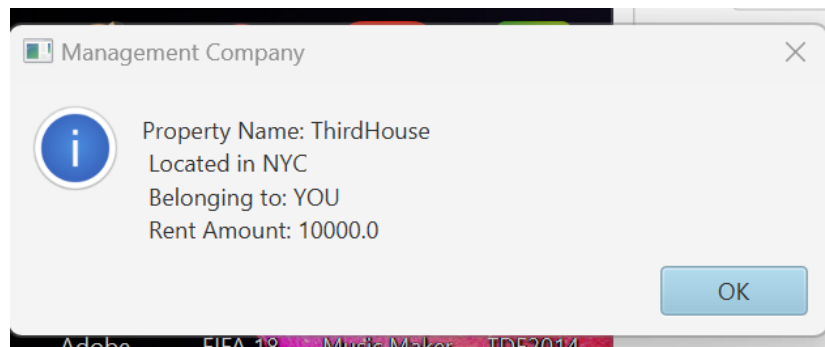 Management Company
Property Name: ThirdHouse
Located in NYC
Belonging to: YOU
Rent Amount: 10000.0
OK
Adobe FIFA 18 Music Maker TDF2014